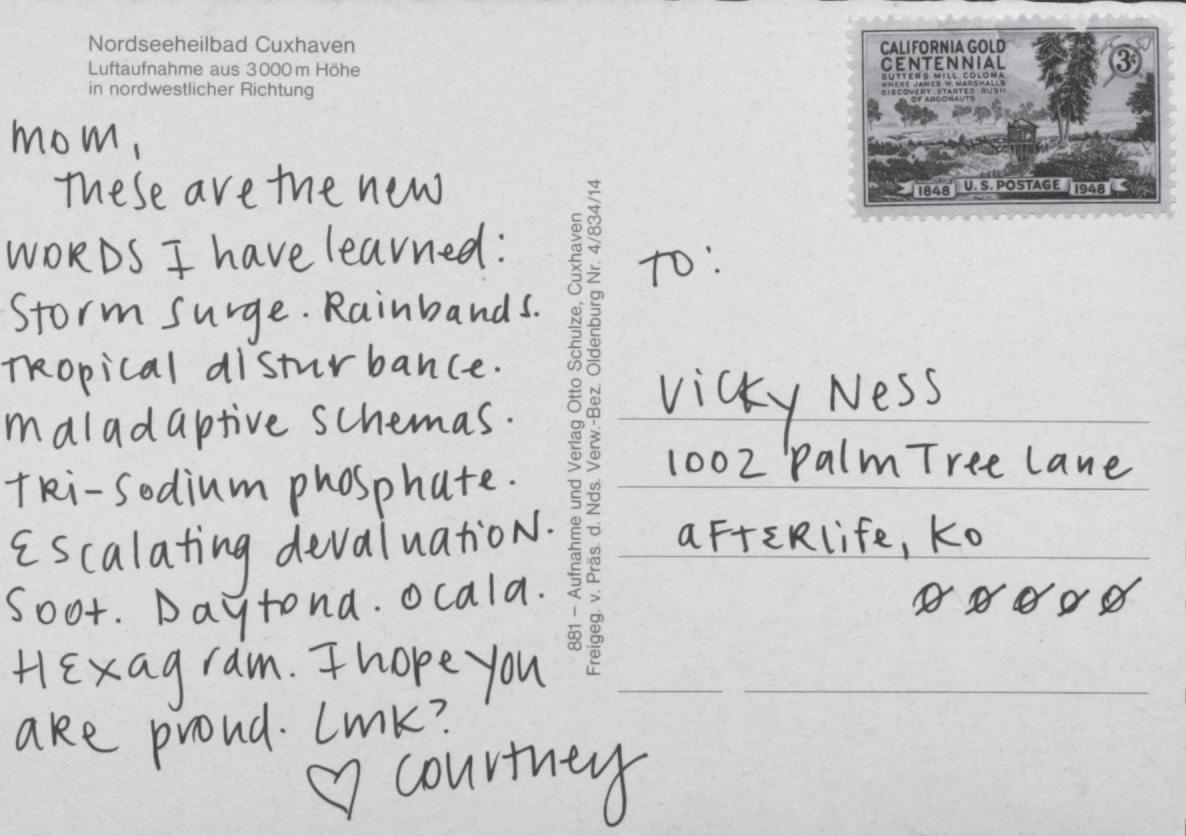 Nordseeheilbad Cuxhaven
Luftaufnahme aus 3000 m Höhe
in nordwestlicher Richtung
Mom,
These are the new
words I have learned:
Storm surge. Rainbands.
Tropical disturbance.
Maladaptive schemas.
Tri-sodium phosphate.
Escalating devaluation.
Soot. Daytona. Ocala.
Hexagram. I hope you
are proud. LMK?
♡ Courtney
881 – Aufnahme und Verlag Otto Schulze, Cuxhaven
Freigeg. v. Präs. d. Nds. Verw.-Bez. Oldenburg Nr. 4/834/14
CALIFORNIA GOLD
CENTENNIAL
SUTTER'S MILL, COLOMA,
WHERE JAMES W. MARSHALL'S
DISCOVERY STARTED RUSH
OF ARGONAUTS
3¢
1848 U.S. POSTAGE 1948
To:
Vicky Ness
1002 Palm Tree Lane
Afterlife, KO
00000